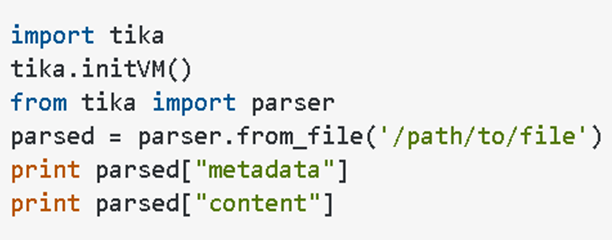 import tika
tika.initVM()
from tika import parser
parsed = parser.from_file('/path/to/file')
print parsed["metadata"]
print parsed["content"]